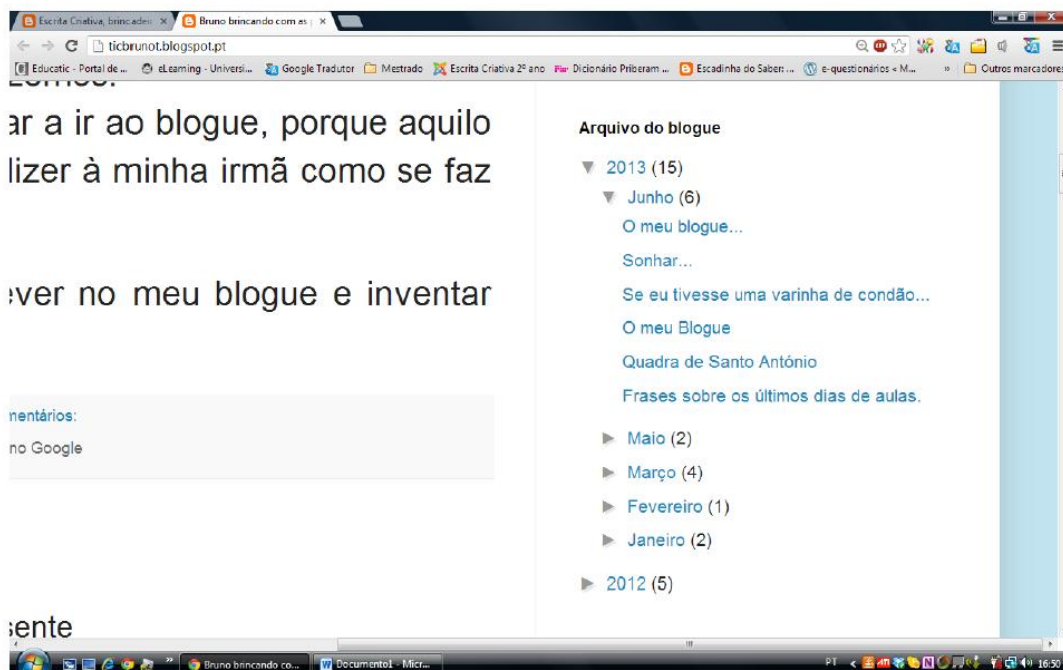 Escrita Criativa, brincade
Bruno brincando com as p
ticbrunot.blogspot.pt
Educatic - Portal de ...
eLearning - Universi...
Google Tradutor
Mestrado
Escrita Criativa 2º ano
Dicionário Priberam ...
Escadinha do Saber: ...
e-questionários « M...
»
Outros marcadores
ar a ir ao blogue, porque aquilo
lizer à minha irmã como se faz
ever no meu blogue e inventar
mentários:
no Google
sente
Arquivo do blogue
▼ 2013 (15)
▼ Junho (6)
O meu blogue...
Sonhar...
Se eu tivesse uma varinha de condão...
O meu Blogue
Quadra de Santo António
Frases sobre os últimos dias de aulas.
► Maio (2)
► Março (4)
► Fevereiro (1)
► Janeiro (2)
► 2012 (5)
Bruno brincando co...
Documento1 - Micr...
PT
16:50